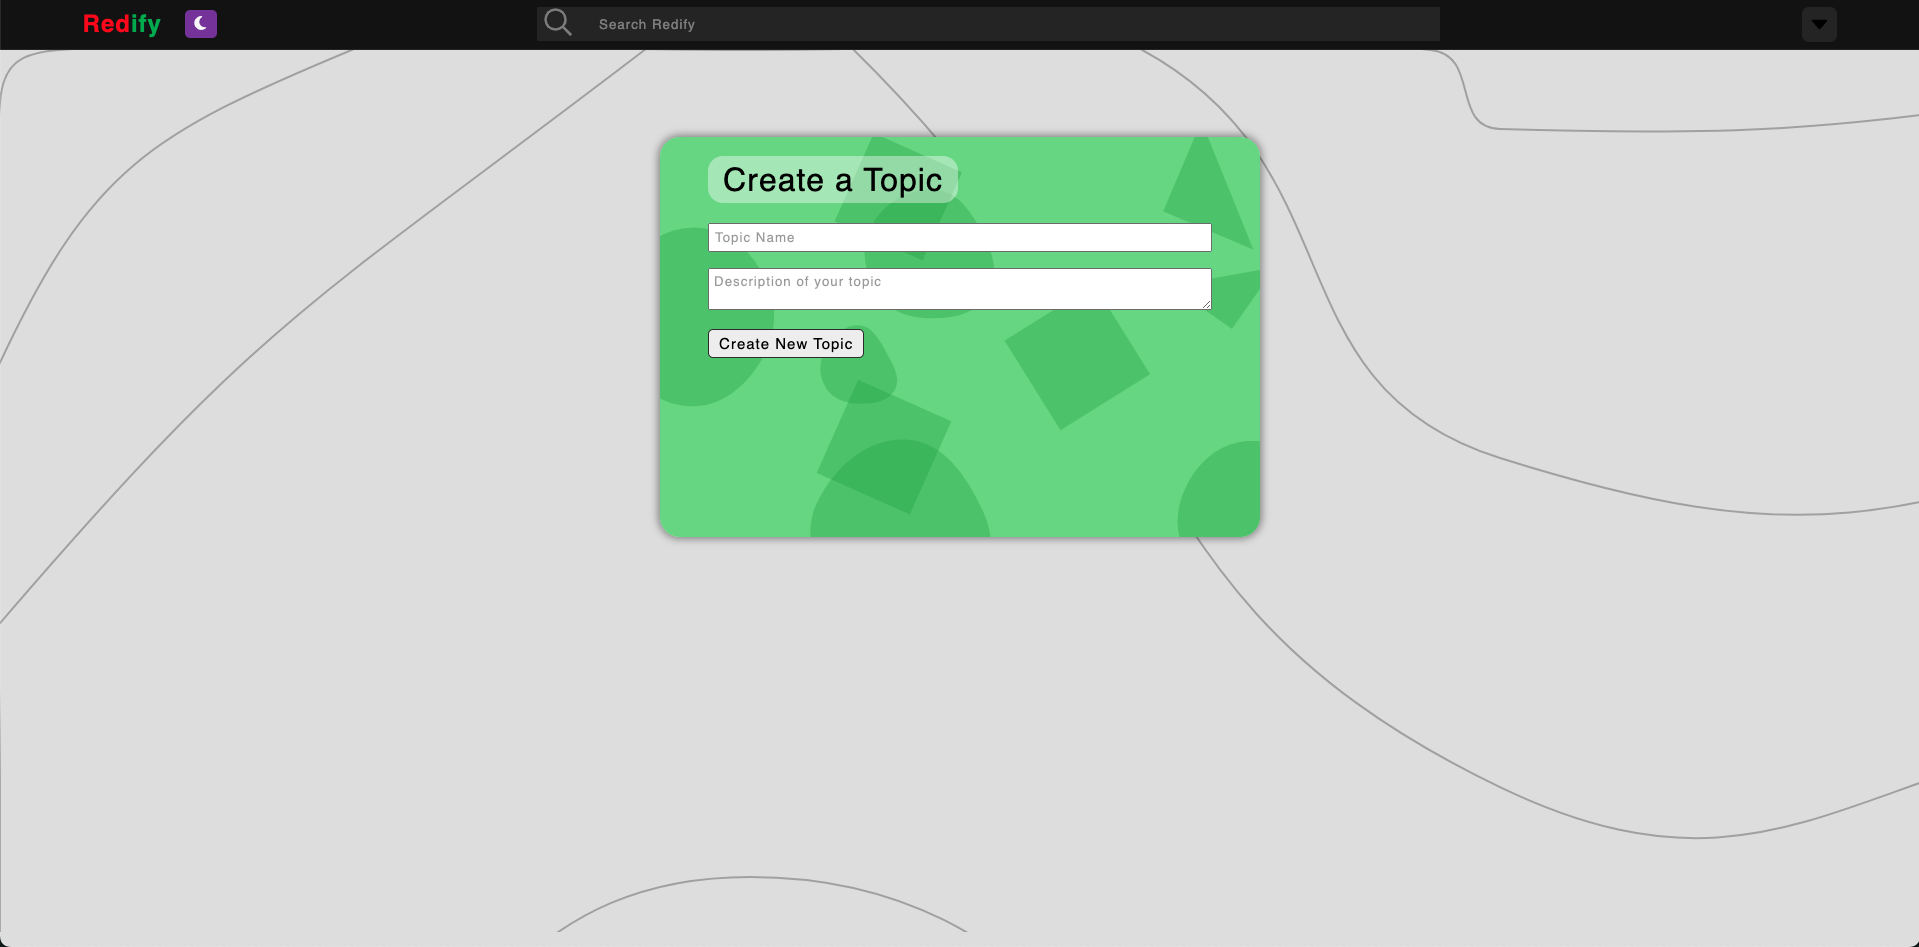 Redify
Search Redify
Create a Topic
Topic Name
Description of your topic
Create New Topic